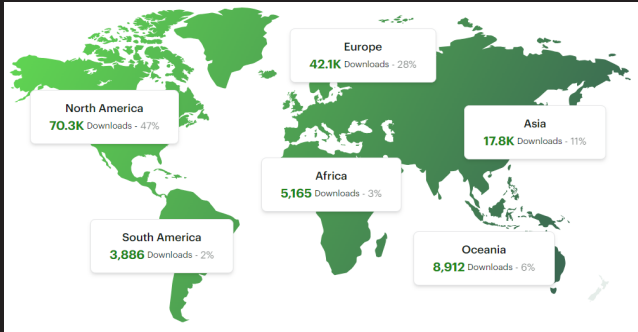 Europe
42.1K Downloads - 28%
North America
70.3K Downloads - 47%
Asia
17.8K Downloads - 11%
Africa
5,165 Downloads - 3%
South America
3,886 Downloads - 2%
Oceania
8,912 Downloads - 6%